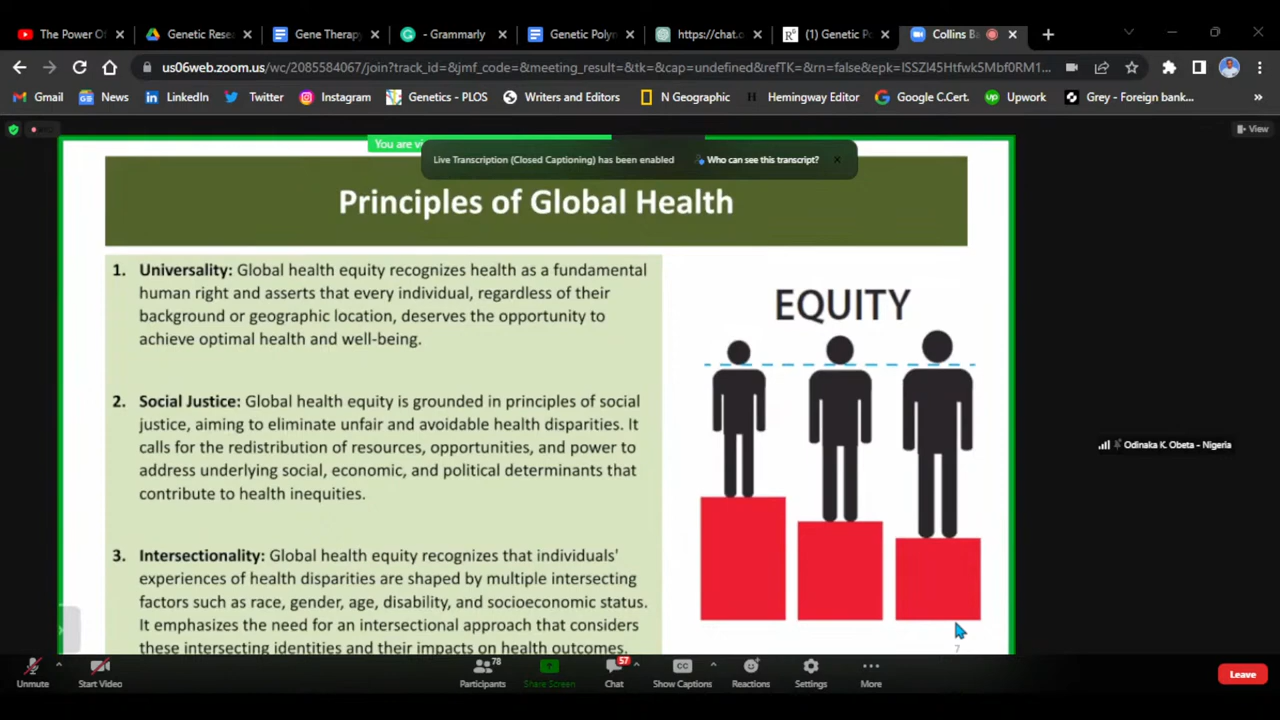 The Power Of
Genetic Resea
Gene Therapy
- Grammarly
Genetic Polyn
https://chat.o
(1) Genetic P
Collins Ba
us06web.zoom.us/wc/2085584067/join?track_id=&jmf_code=&meeting_result=&tk=&cap=undefined&refTK=&rn=false&epk=
Gmail
News
LinkedIn
Twitter
Instagram
Genetics - PLOS
Writers and Editors
N Geographic
Hemingway Editor
Google C.Cert.
Upwork
Grey - Foreign bank...
»
View
You are vi
Live Transcription (Closed Captioning) has been enabled
Who can see this transcript?
Principles of Global Health
1. Universality: Global health equity recognizes health as a fundamental
human right and asserts that every individual, regardless of their
background or geographic location, deserves the opportunity to
achieve optimal health and well-being.
2. Social Justice: Global health equity is grounded in principles of social
justice, aiming to eliminate unfair and avoidable health disparities. It
calls for the redistribution of resources, opportunities, and power to
address underlying social, economic, and political determinants that
contribute to health inequities.
3. Intersectionality: Global health equity recognizes that individuals'
experiences of health disparities are shaped by multiple intersecting
factors such as race, gender, age, disability, and socioeconomic status.
It emphasizes the need for an intersectional approach that considers
these intersecting identities and their impacts on health outcomes.
EQUITY
7
Odinaka K. Obeta - Nigeria
Unmute
Start Video
78
Participants
Share Screen
57
Chat
CC
Show Captions
Reactions
Settings
More
Leave